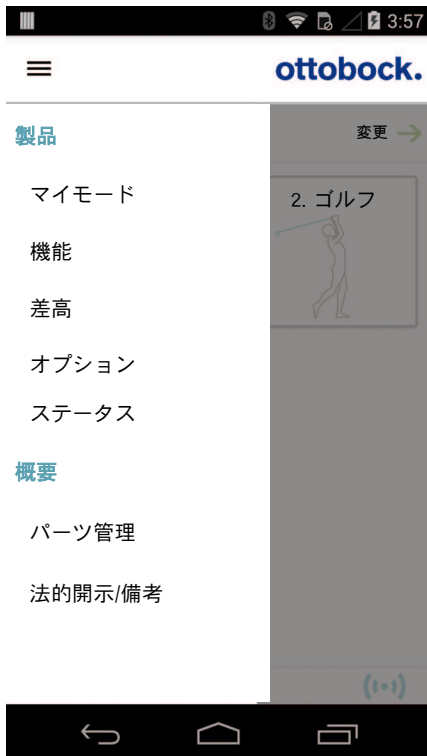 3:57
ottobock.
製品
変更
マイモード
2. ゴルフ
機能
差高
オプション
ステータス
概要
パーツ管理
法的開示/備考